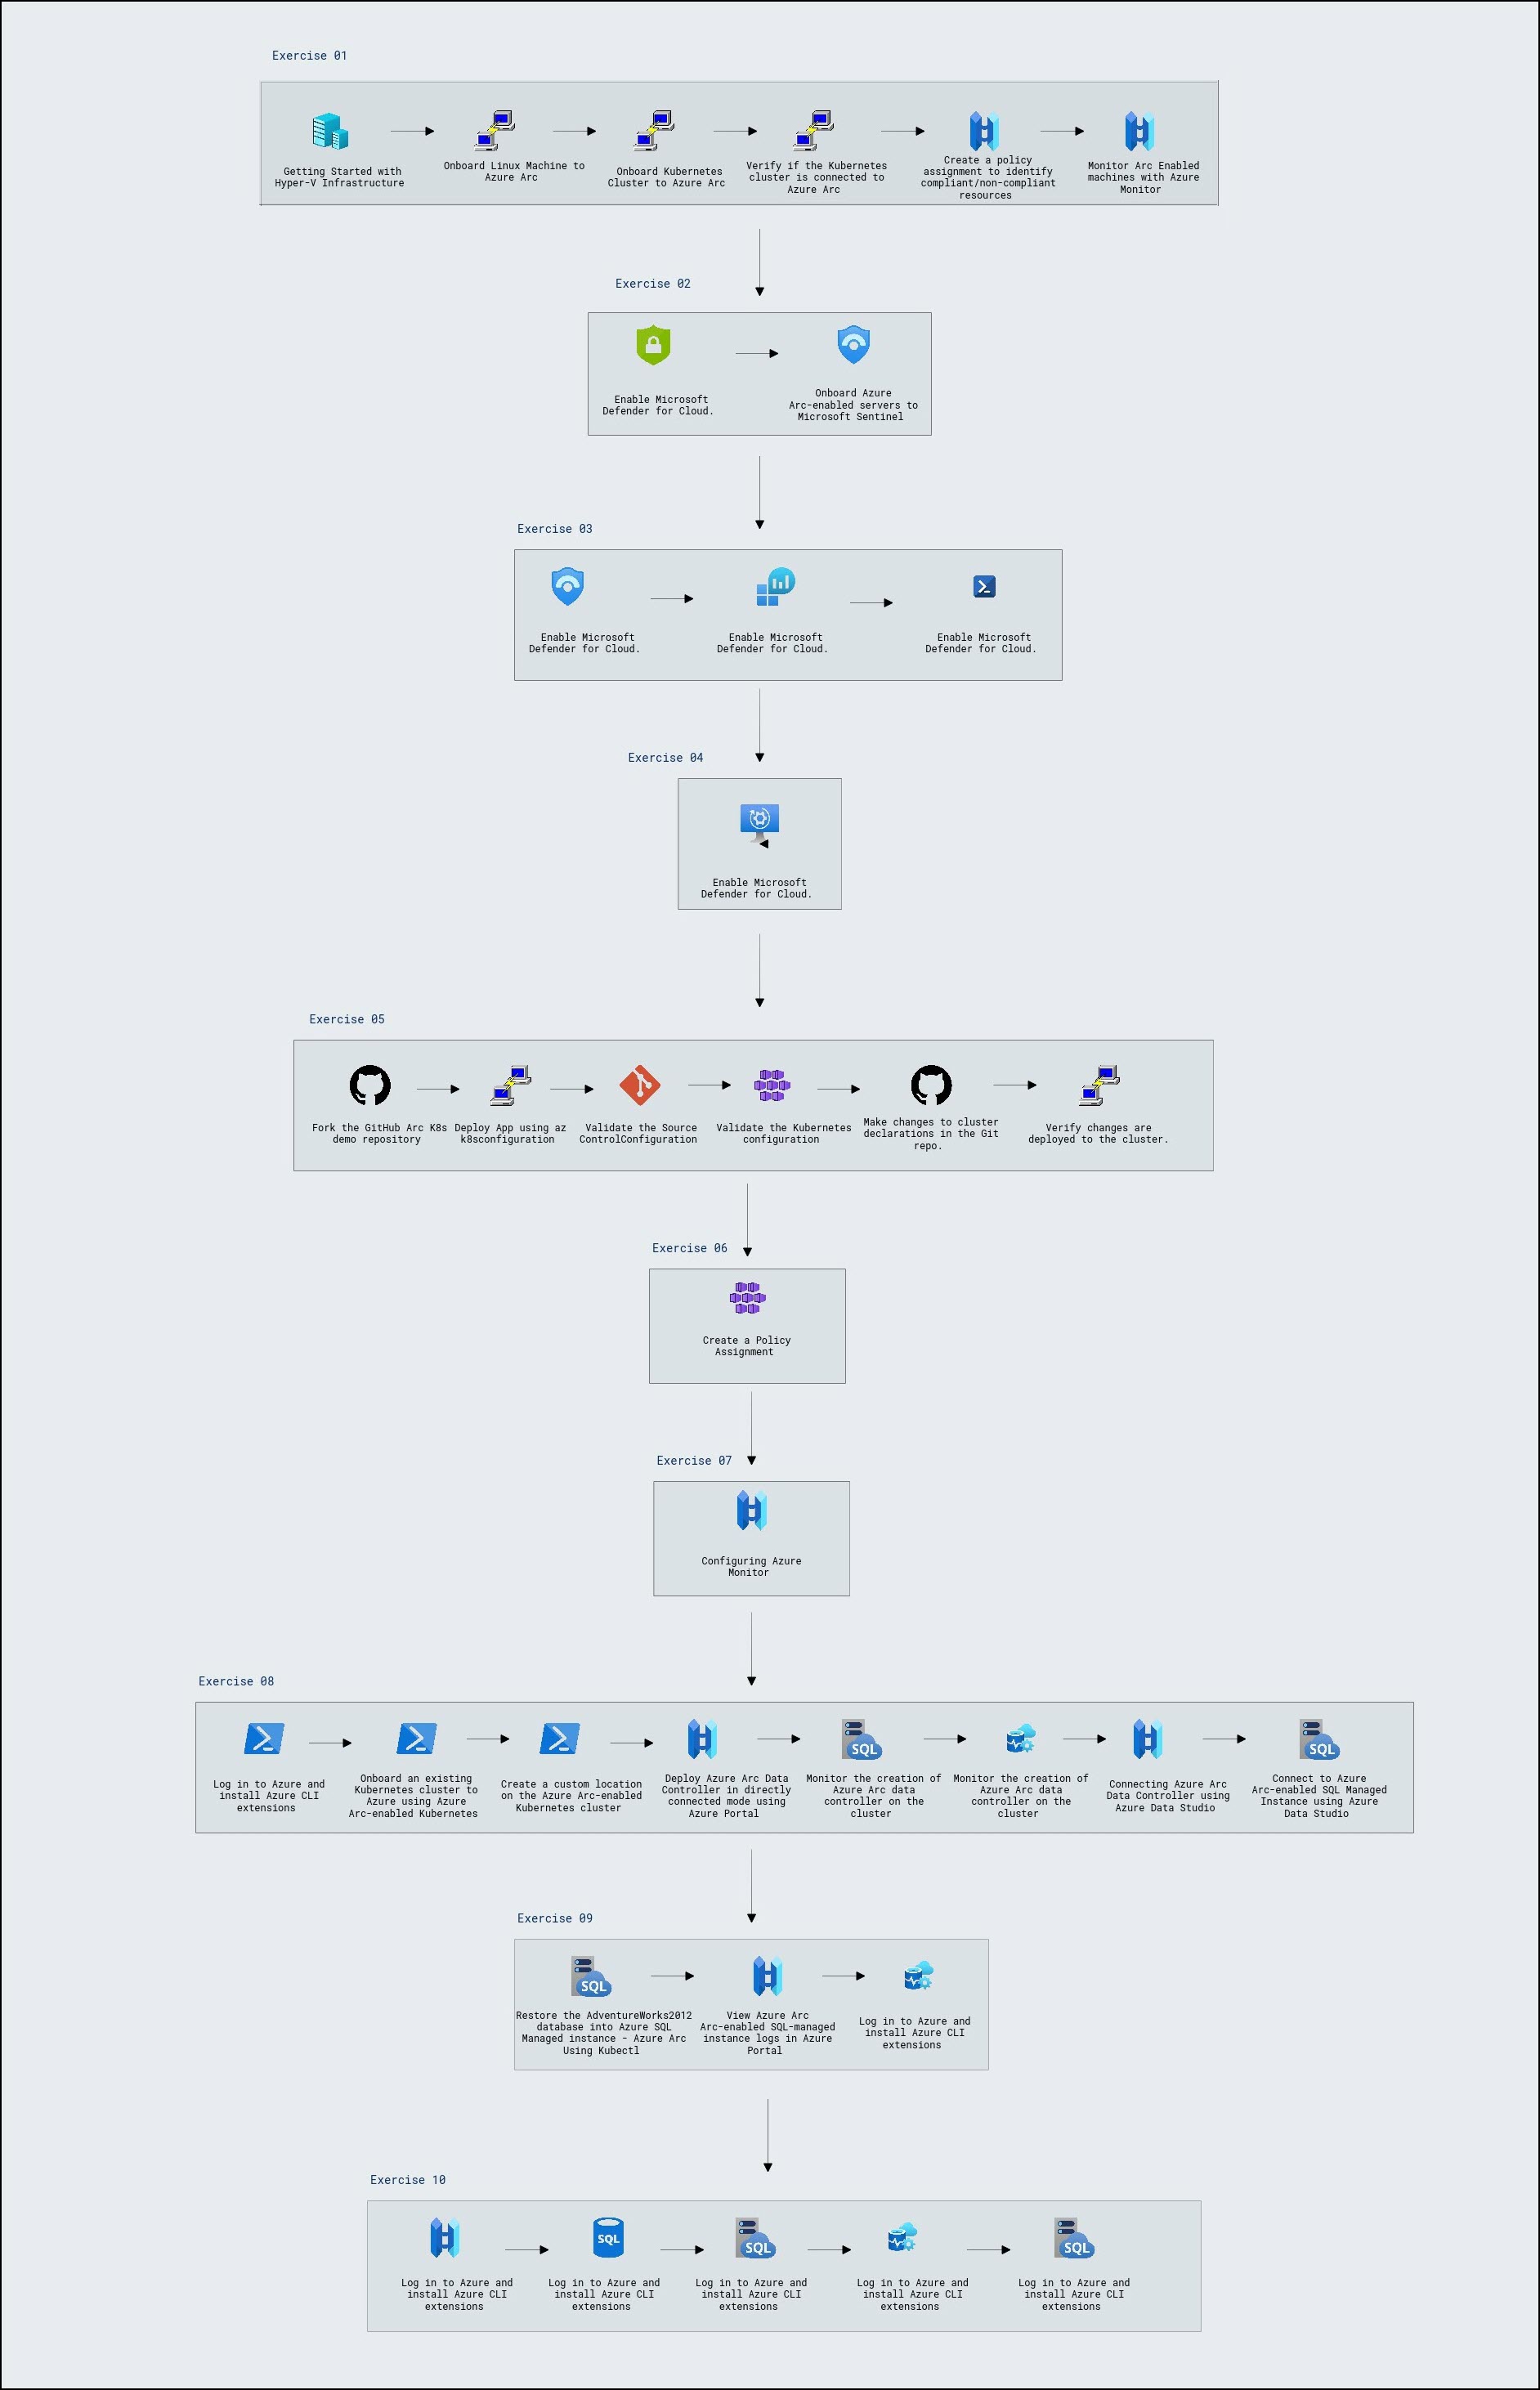 Exercise 01
Getting Started with
Hyper-V Infrastructure
Onboard Linux Machine to
Azure Arc
Onboard Kubernetes
Cluster to Azure Arc
Verify if the Kubernetes
cluster is connected to
Azure Arc
Create a policy
assignment to identify
compliant/non-compliant
resources
Monitor Arc Enabled
machines with Azure
Monitor
Exercise 02
Enable Microsoft
Defender for Cloud.
Onboard Azure
Arc-enabled servers to
Microsoft Sentinel
Exercise 03
Enable Microsoft
Defender for Cloud.
Enable Microsoft
Defender for Cloud.
Enable Microsoft
Defender for Cloud.
Exercise 04
Enable Microsoft
Defender for Cloud.
Exercise 05
Fork the GitHub Arc K8s
demo repository
Deploy App using az
k8sconfiguration
Validate the Source
ControlConfiguration
Validate the Kubernetes
configuration
Make changes to cluster
declarations in the Git
repo.
Verify changes are
deployed to the cluster.
Exercise 06
Create a Policy
Assignment
Exercise 07
Configuring Azure
Monitor
Exercise 08
Log in to Azure and
install Azure CLI
extensions
Onboard an existing
Kubernetes cluster to
Azure using Azure
Arc-enabled Kubernetes
Create a custom location
on the Azure Arc-enabled
Kubernetes cluster
Deploy Azure Arc Data
Controller in directly
connected mode using
Azure Portal
SQL
Monitor the creation of
Azure Arc data
controller on the
cluster
Monitor the creation of
Azure Arc data
controller on the
cluster
Connecting Azure Arc
Data Controller using
Azure Data Studio
SQL
Connect to Azure
Arc-enabled SQL Managed
Instance using Azure
Data Studio
Exercise 09
SQL
Restore the AdventureWorks2012
database into Azure SQL
Managed instance - Azure Arc
Using Kubectl
View Azure Arc
Arc-enabled SQL-managed
instance logs in Azure
Portal
Log in to Azure and
install Azure CLI
extensions
Exercise 10
Log in to Azure and
install Azure CLI
extensions
SQL
Log in to Azure and
install Azure CLI
extensions
SQL
Log in to Azure and
install Azure CLI
extensions
Log in to Azure and
install Azure CLI
extensions
SQL
Log in to Azure and
install Azure CLI
extensions